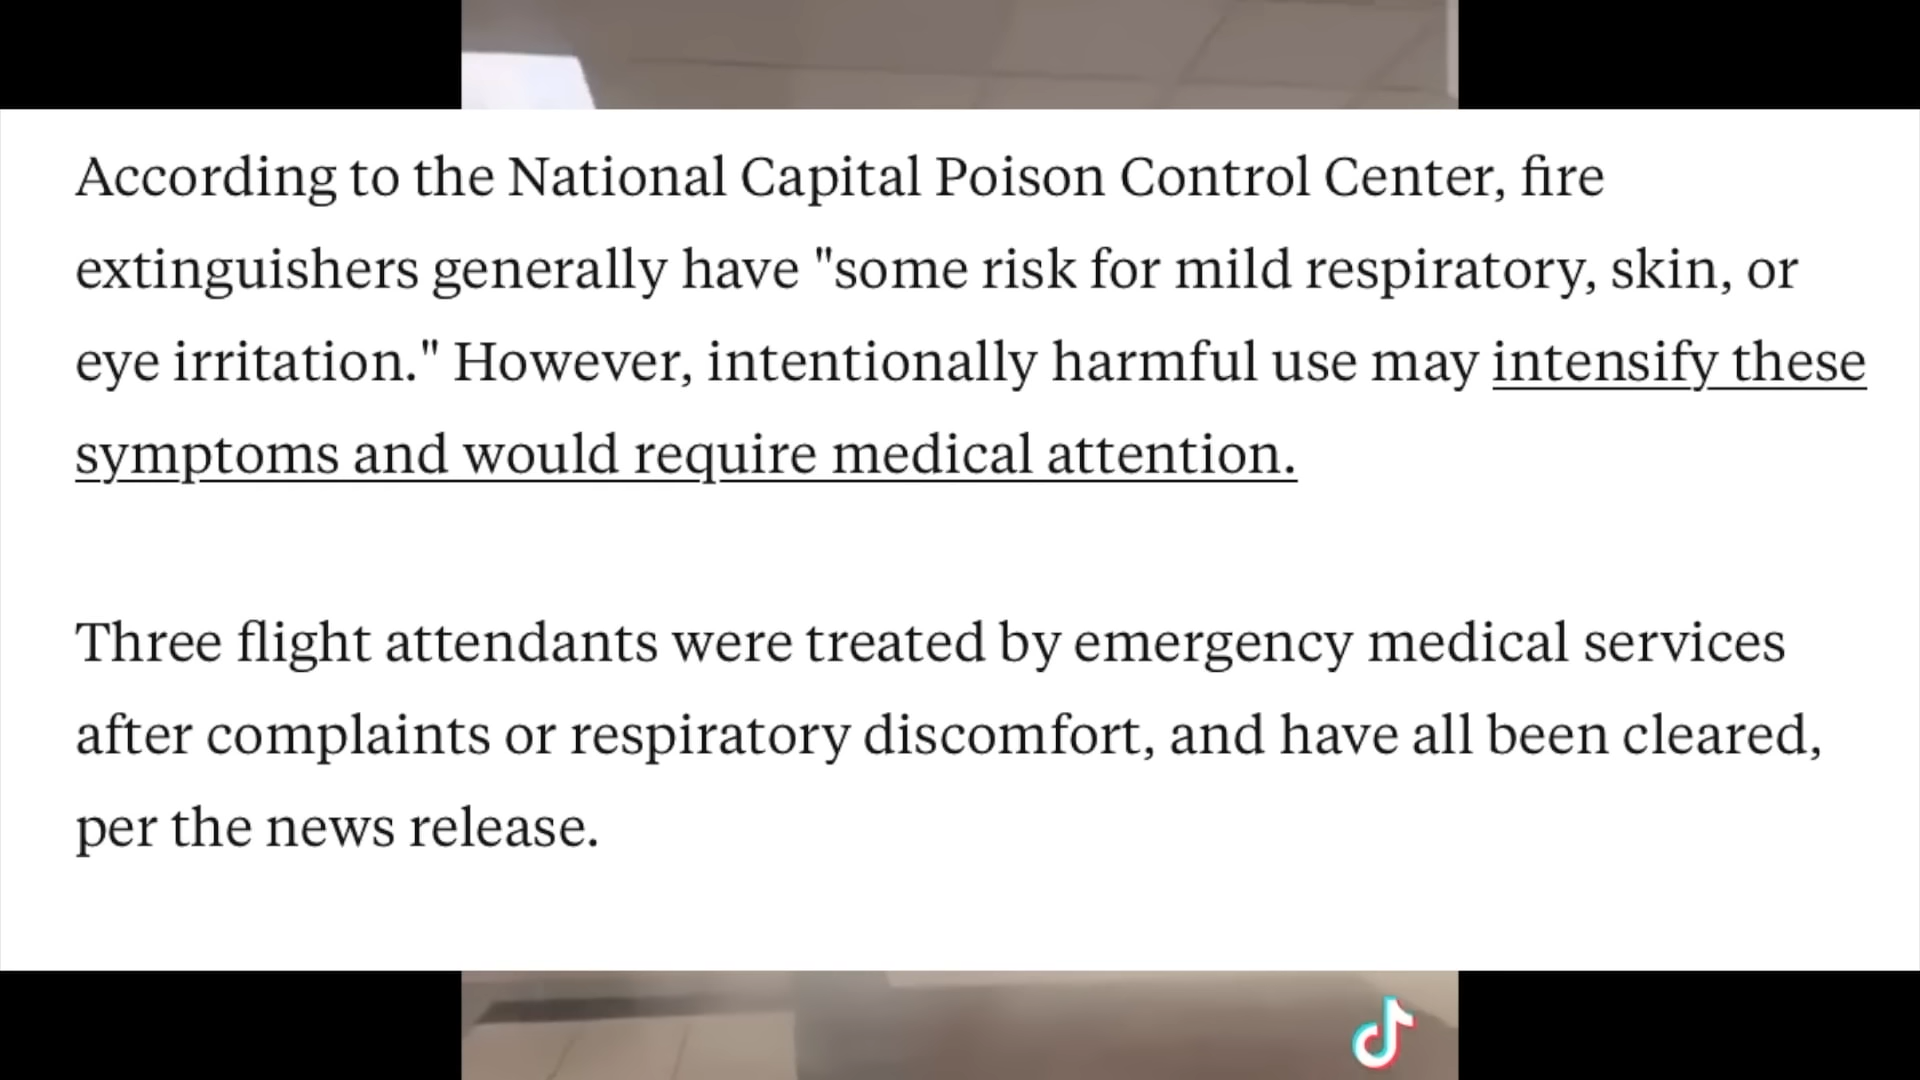 According to the National Capital Poison Control Center, fire
extinguishers generally have "some risk for mild respiratory, skin, or
eye irritation." However, intentionally harmful use may intensify these
symptoms and would require medical attention.
Three flight attendants were treated by emergency medical services
after complaints or respiratory discomfort, and have all been cleared,
per the news release.